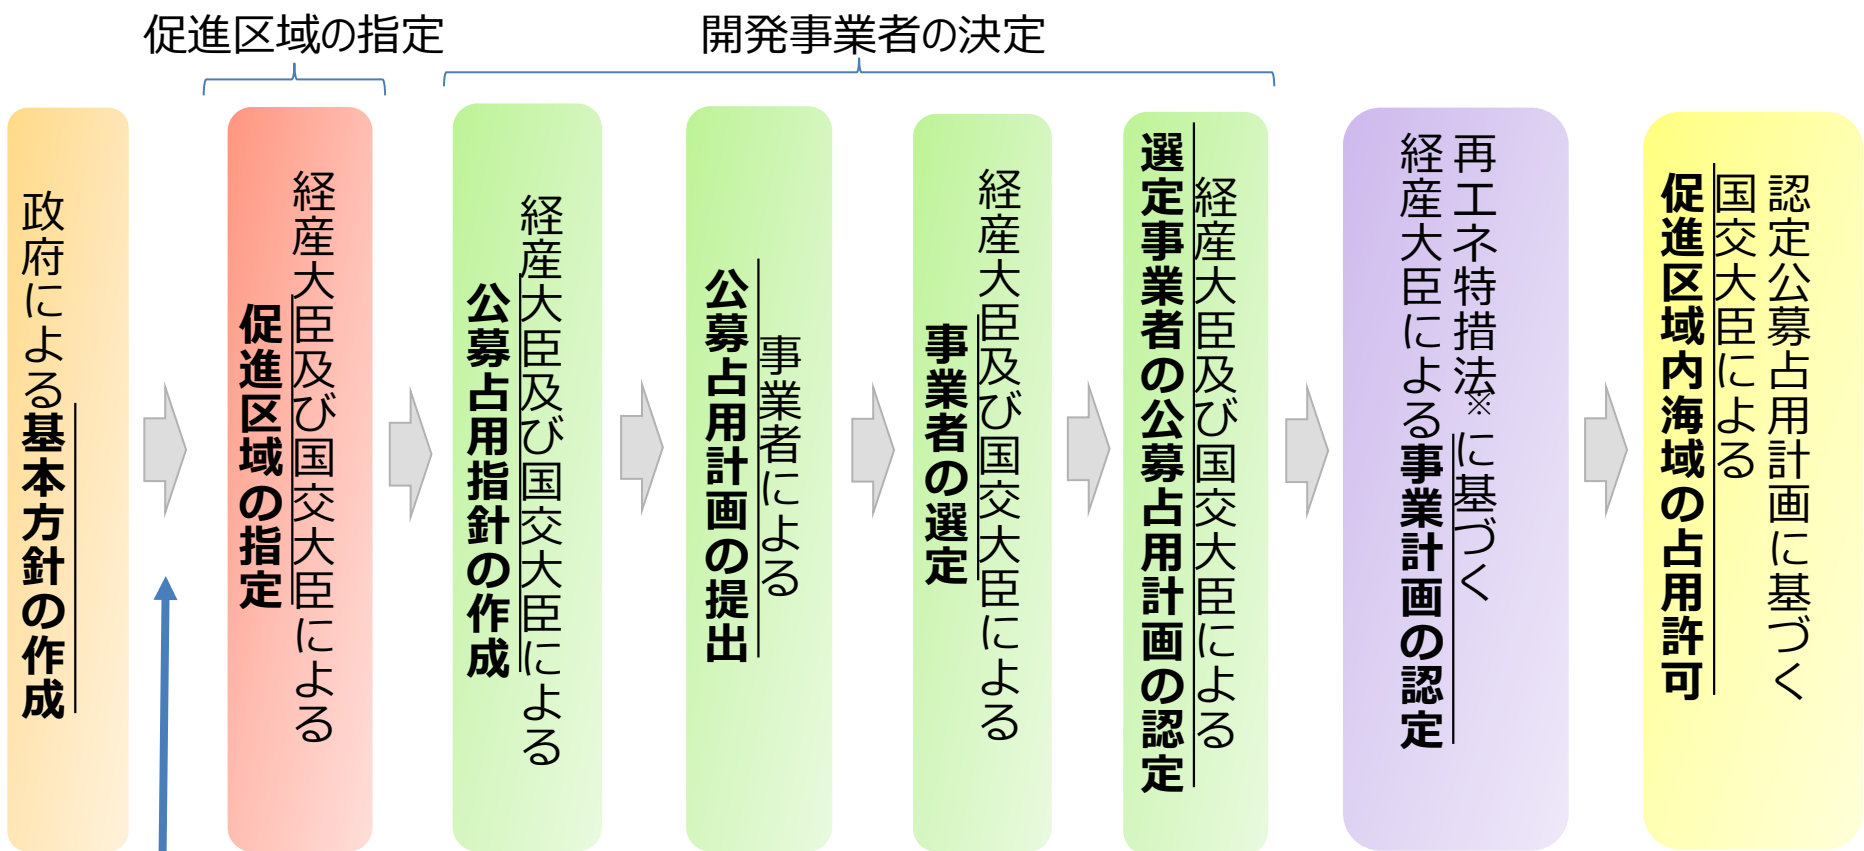 促進区域の指定
開発事業者の決定
政府による基本方針の作成
経産大臣及び国交大臣による
促進区域の指定
経産大臣及び国交大臣による
公募占用指針の作成
事業者による
公募占用計画の提出
経産大臣及び国交大臣による
事業者の選定
経産大臣及び国交大臣による
選定事業者の公募占用計画の認定
再エネ特措法※に基づく
経産大臣による事業計画の認定
認定公募占用計画に基づく
国交大臣による
促進区域内海域の占用許可